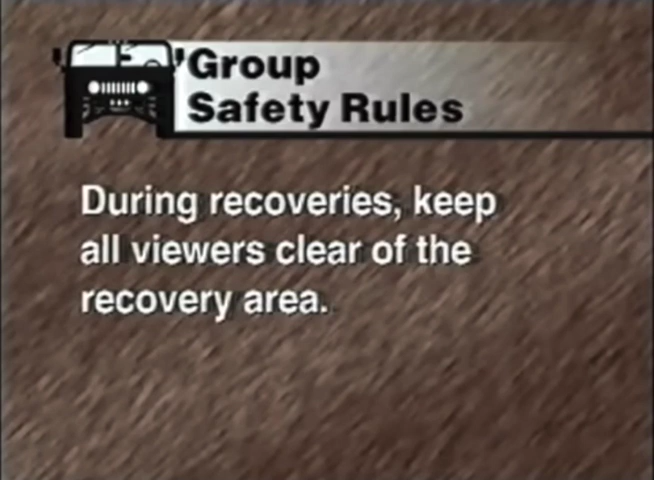 Group
Safety Rules
During recoveries, keep
all viewers clear of the
recovery area.